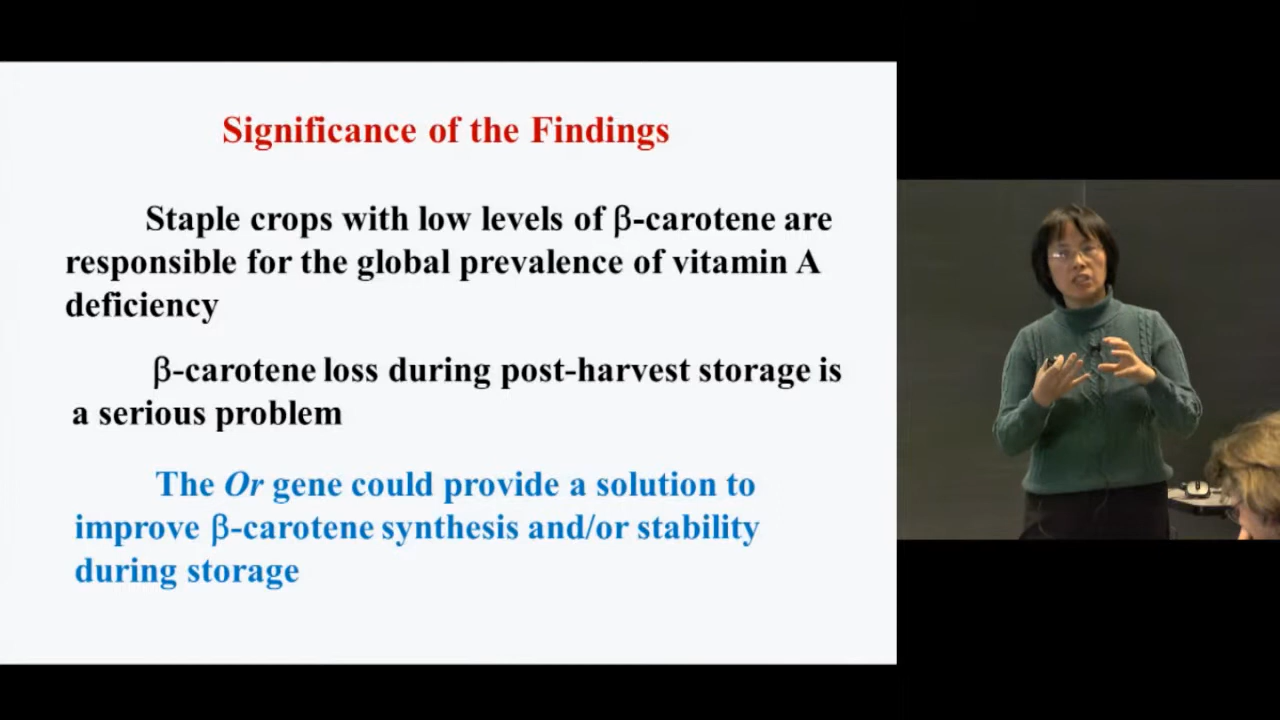 Significance of the Findings
Staple crops with low levels of β-carotene are
responsible for the global prevalence of vitamin A
deficiency
β-carotene loss during post-harvest storage is
a serious problem
The Or gene could provide a solution to
improve β-carotene synthesis and/or stability
during storage